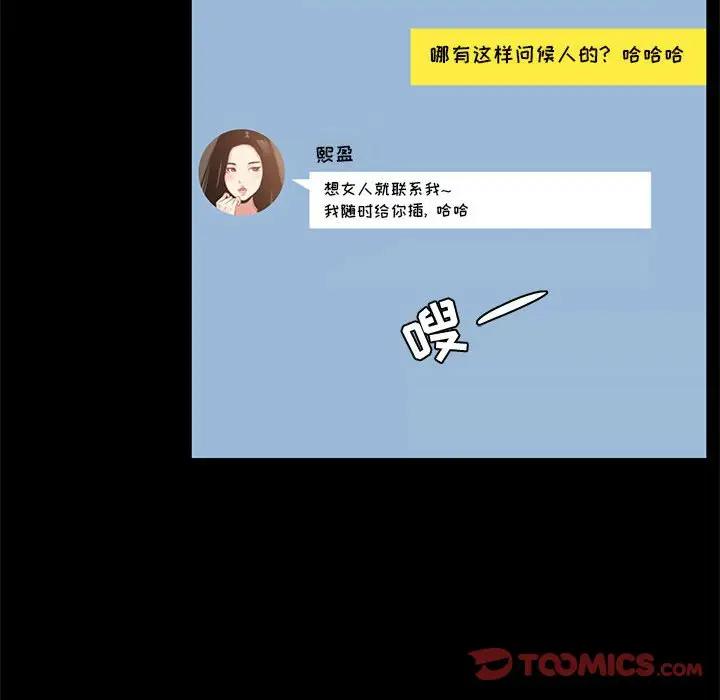 哪有这样问候人的? 哈哈哈
熙盈
想女人就联系我~
我随时给你插, 哈哈
嗖一
TOOMICS.COM